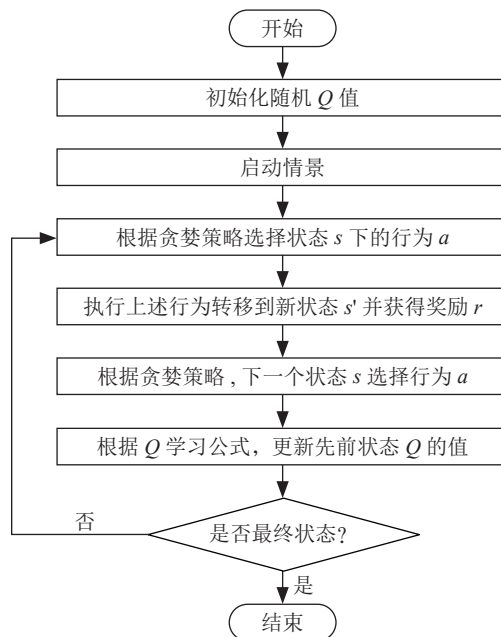 开始
初始化随机 Q 值
启动情景
根据贪婪策略选择状态 s 下的行为 a
执行上述行为转移到新状态 s' 并获得奖励 r
根据贪婪策略，下一个状态 s 选择行为 a
根据 Q 学习公式，更新先前状态 Q 的值
否
是否最终状态?
是
结束